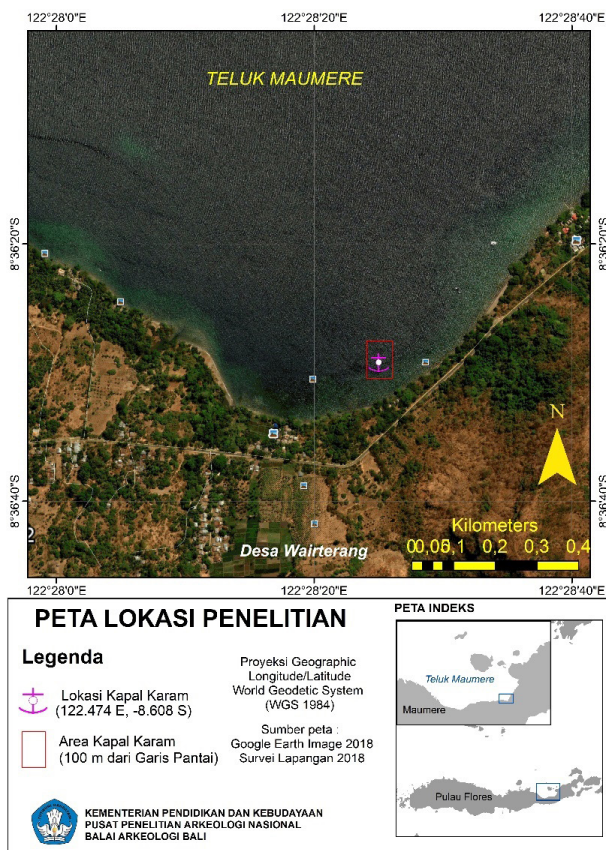 122°28'0"E
122°28'20"E
122°28'40"E
TELUK MAUMERE
8°36'20"S
8°36'20"S
N
8°36'40"S
8°36'40"S
Kilometers
0 0,05 0,1 0,2 0,3 0,4
Desa Wairterang
122°28'0"E
122°28'20"E
122°28'40"E
PETA LOKASI PENELITIAN
Legenda
Lokasi Kapal Karam
(122.474 E, -8.608 S)
Area Kapal Karam
(100 m dari Garis Pantai)
Proyeksi Geographic
Longitude/Latitude
World Geodetic System
(WGS 1984)
Sumber peta :
Google Earth Image 2018
Survei Lapangan 2018
KEMENTERIAN PENDIDIKAN DAN KEBUDAYAAN
PUSAT PENELITIAN ARKEOLOGI NASIONAL
BALAI ARKEOLOGI BALI
PETA INDEKS
Teluk Maumere
Maumere
Pulau Flores